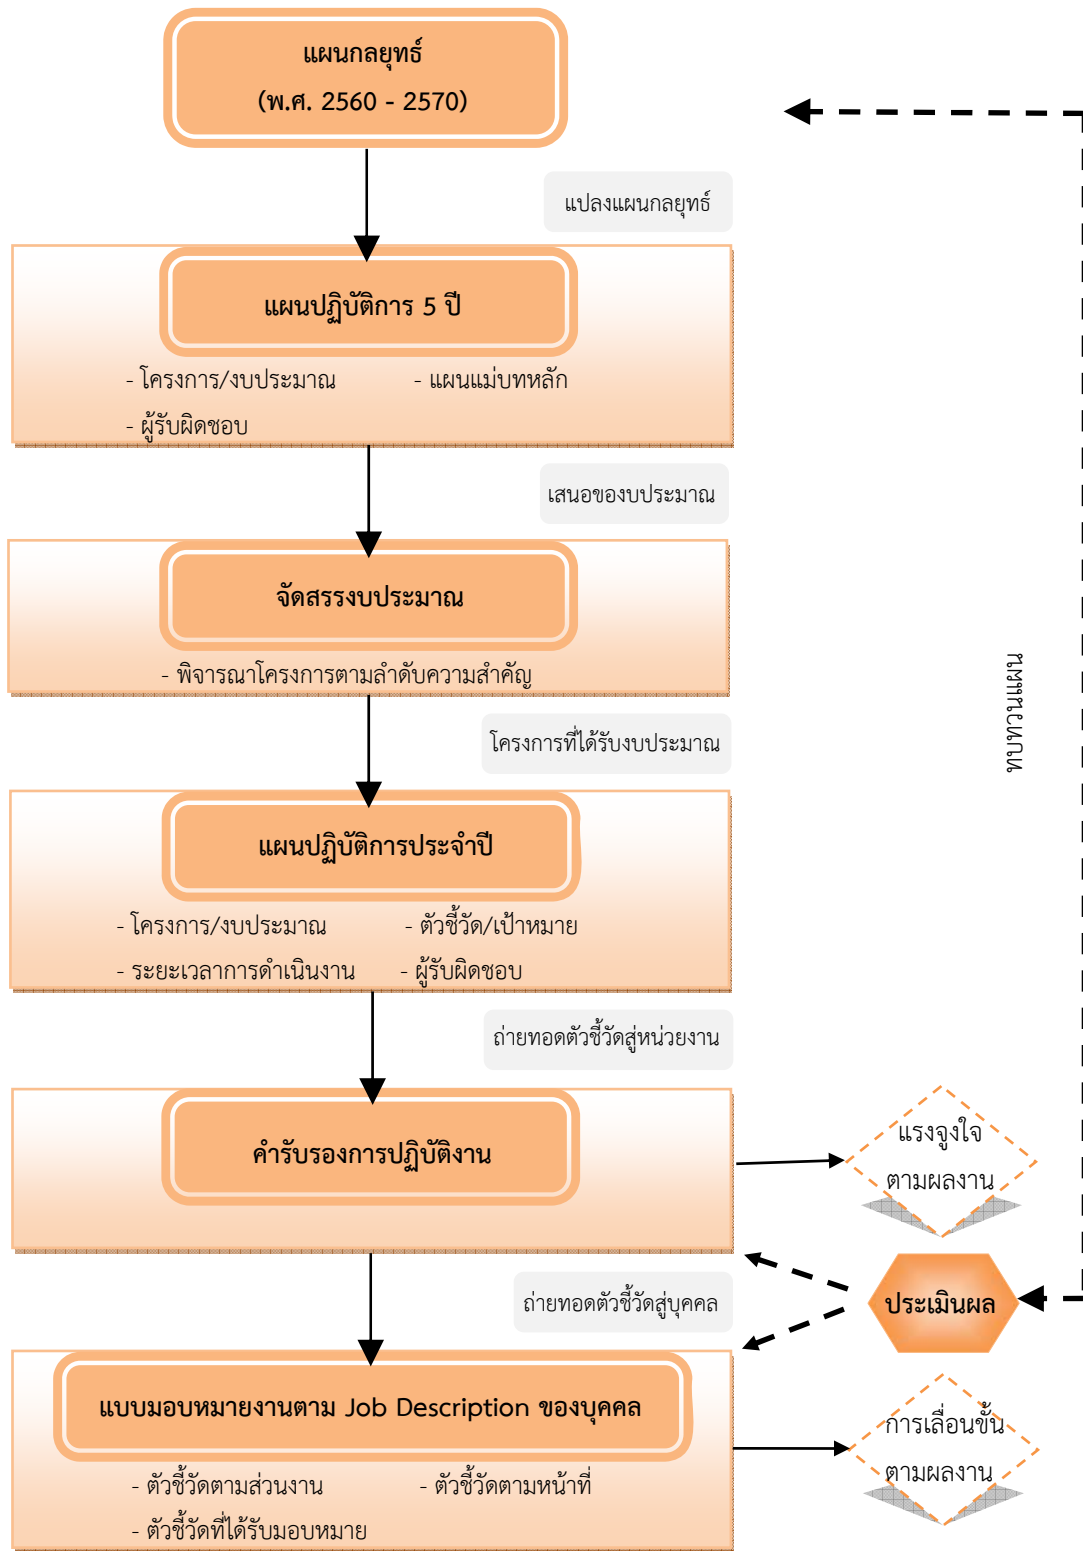 แผนกลยุทธ์
(พ.ศ. 2560 - 2570)
แปลงแผนกลยุทธ์
แผนปฏิบัติการ 5 ปี
- โครงการ/งบประมาณ - แผนแม่บทหลัก
- ผู้รับผิดชอบ
เสนอของบประมาณ
จัดสรรงบประมาณ
- พิจารณาโครงการตามลำดับความสำคัญ
ทบทวนแผน
โครงการที่ได้รับงบประมาณ
แผนปฏิบัติการประจำปี
- โครงการ/งบประมาณ - ตัวชี้วัด/เป้าหมาย
- ระยะเวลาการดำเนินงาน - ผู้รับผิดชอบ
ถ่ายทอดตัวชี้วัดสู่หน่วยงาน
คำรับรองการปฏิบัติงาน
แรงจูงใจ
ตามผลงาน
ถ่ายทอดตัวชี้วัดสู่บุคคล
ประเมินผล
แบบมอบหมายงานตาม Job Description ของบุคคล
การเลื่อนขั้น
ตามผลงาน
- ตัวชี้วัดตามส่วนงาน - ตัวชี้วัดตามหน้าที่
- ตัวชี้วัดที่ได้รับมอบหมาย